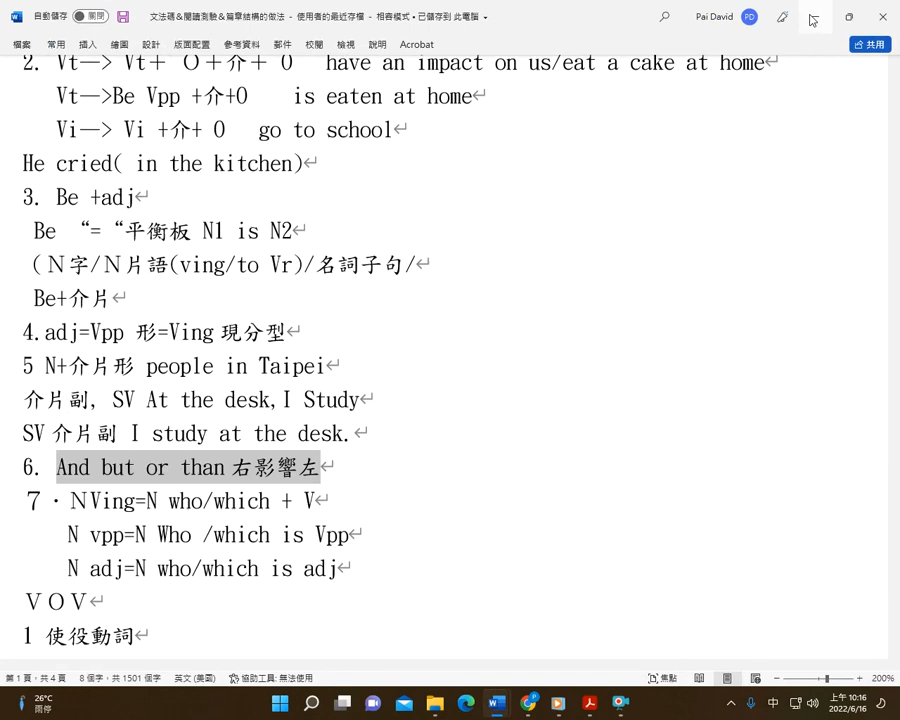 自動儲存 關閉 文法碼＆閱讀測驗＆篇章結構的做法 - 使用者的最近存檔 - 相容模式 • 已儲存到 此電腦 Pai David PD
檔案 常用 插入 繪圖 設計 版面配置 參考資料 郵件 校閱 檢視 說明 Acrobat 共用
2. Vt—> Vt＋ Ｏ＋介＋ O have an impact on us/eat a cake at home
Vt—>Be Vpp +介+O is eaten at home
Vi—> Vi +介+ O go to school
He cried( in the kitchen)
3. Be +adj
Be “=“平衡板 N1 is N2
(Ｎ字/Ｎ片語(ving/to Vr)/名詞子句/
Be+介片
4.adj=Vpp 形=Ving 現分型
5 N+介片形 people in Taipei
介片副, SV At the desk,I Study
SV 介片副 I study at the desk.
6. And but or than 右影響左
７．ＮVing=N who/which + V
N vpp=N Who /which is Vpp
N adj=N who/which is adj
ＶＯＶ
1 使役動詞
第 1 頁，共 4 頁 8 個字，共 1501 個字 英文 (美國) 協助工具: 無法使用 焦點 200%
26°C
雨停
中
上午 10:16
2022/6/16